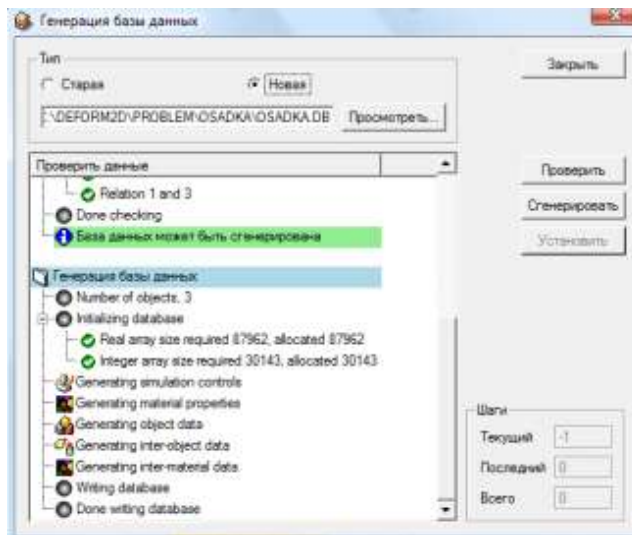 Генерация базы данных
Тип
Старая
Новая
:\DEFORM2D\PROBLEM\OSADKA\OSADKA.DB
Просмотреть...
Закрыть
Проверить данные
Relation 1 and 3
Done checking
База данных может быть сгенерирована
Проверить
Сгенерировать
Установить
Генерация базы данных
Number of objects, 3
Initializing database
Real array size required 87962, allocated 87962
Integer array size required 30143, allocated 30143
Generating simulation controls
Generating material properties
Generating object data
Generating inter-object data
Generating inter-material data
Writing database
Done writing database
Шаги
Текущий -1
Последний 0
Всего 0